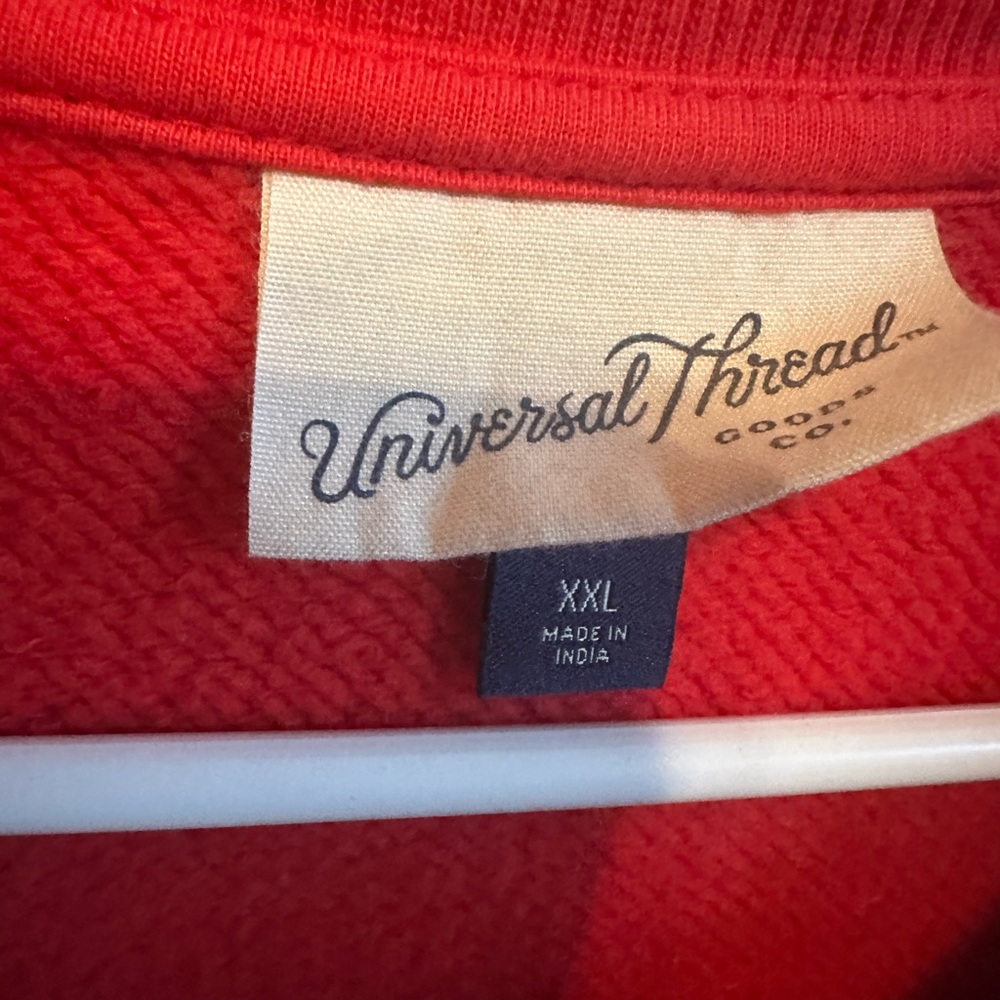 Universal Thread™
GOODS
CO.
XXL
MADE IN
INDIA